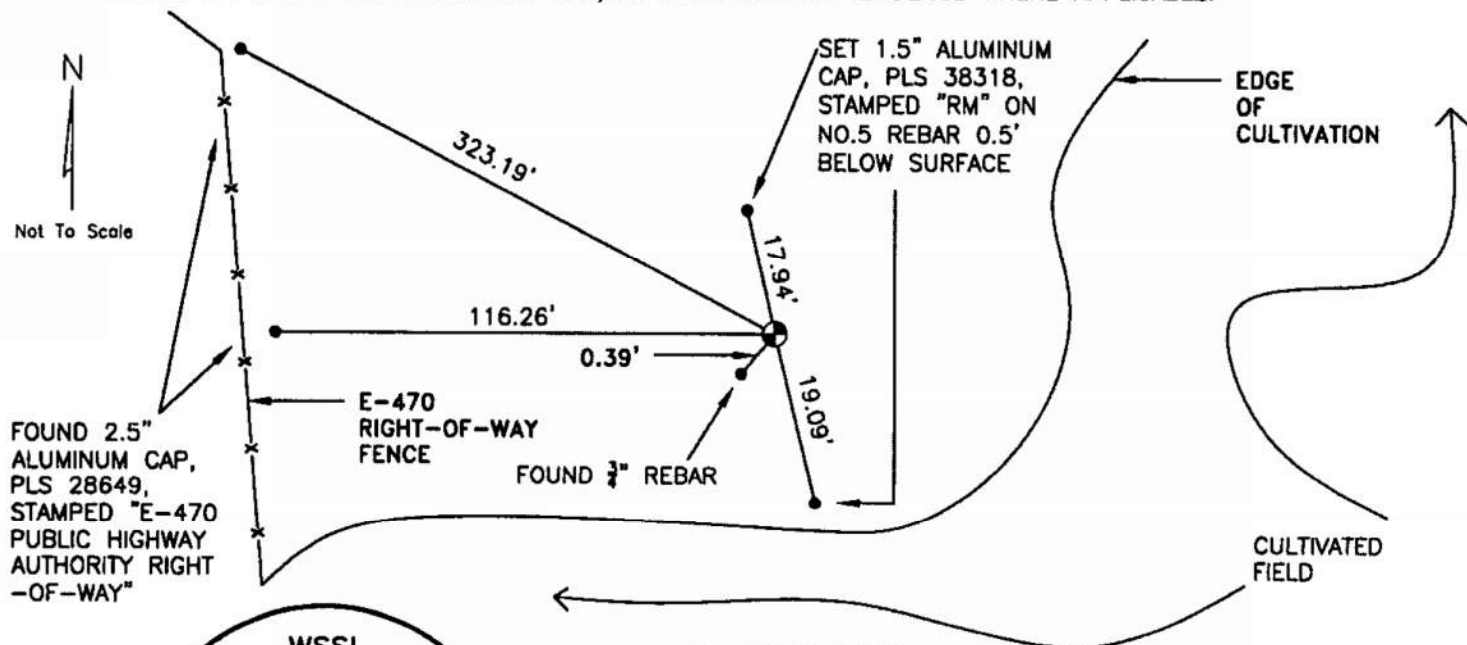 N
Not To Scale
323.19'
SET 1.5" ALUMINUM
CAP, PLS 38318,
STAMPED "RM" ON
NO.5 REBAR 0.5'
BELOW SURFACE
EDGE
OF
CULTIVATION
17.94'
116.26'
0.39'
19.09'
E-470
RIGHT-OF-WAY
FENCE
FOUND 3/4" REBAR
FOUND 2.5"
ALUMINUM CAP,
PLS 28649,
STAMPED "E-470
PUBLIC HIGHWAY
AUTHORITY RIGHT
-OF-WAY"
CULTIVATED
FIELD
WSSI